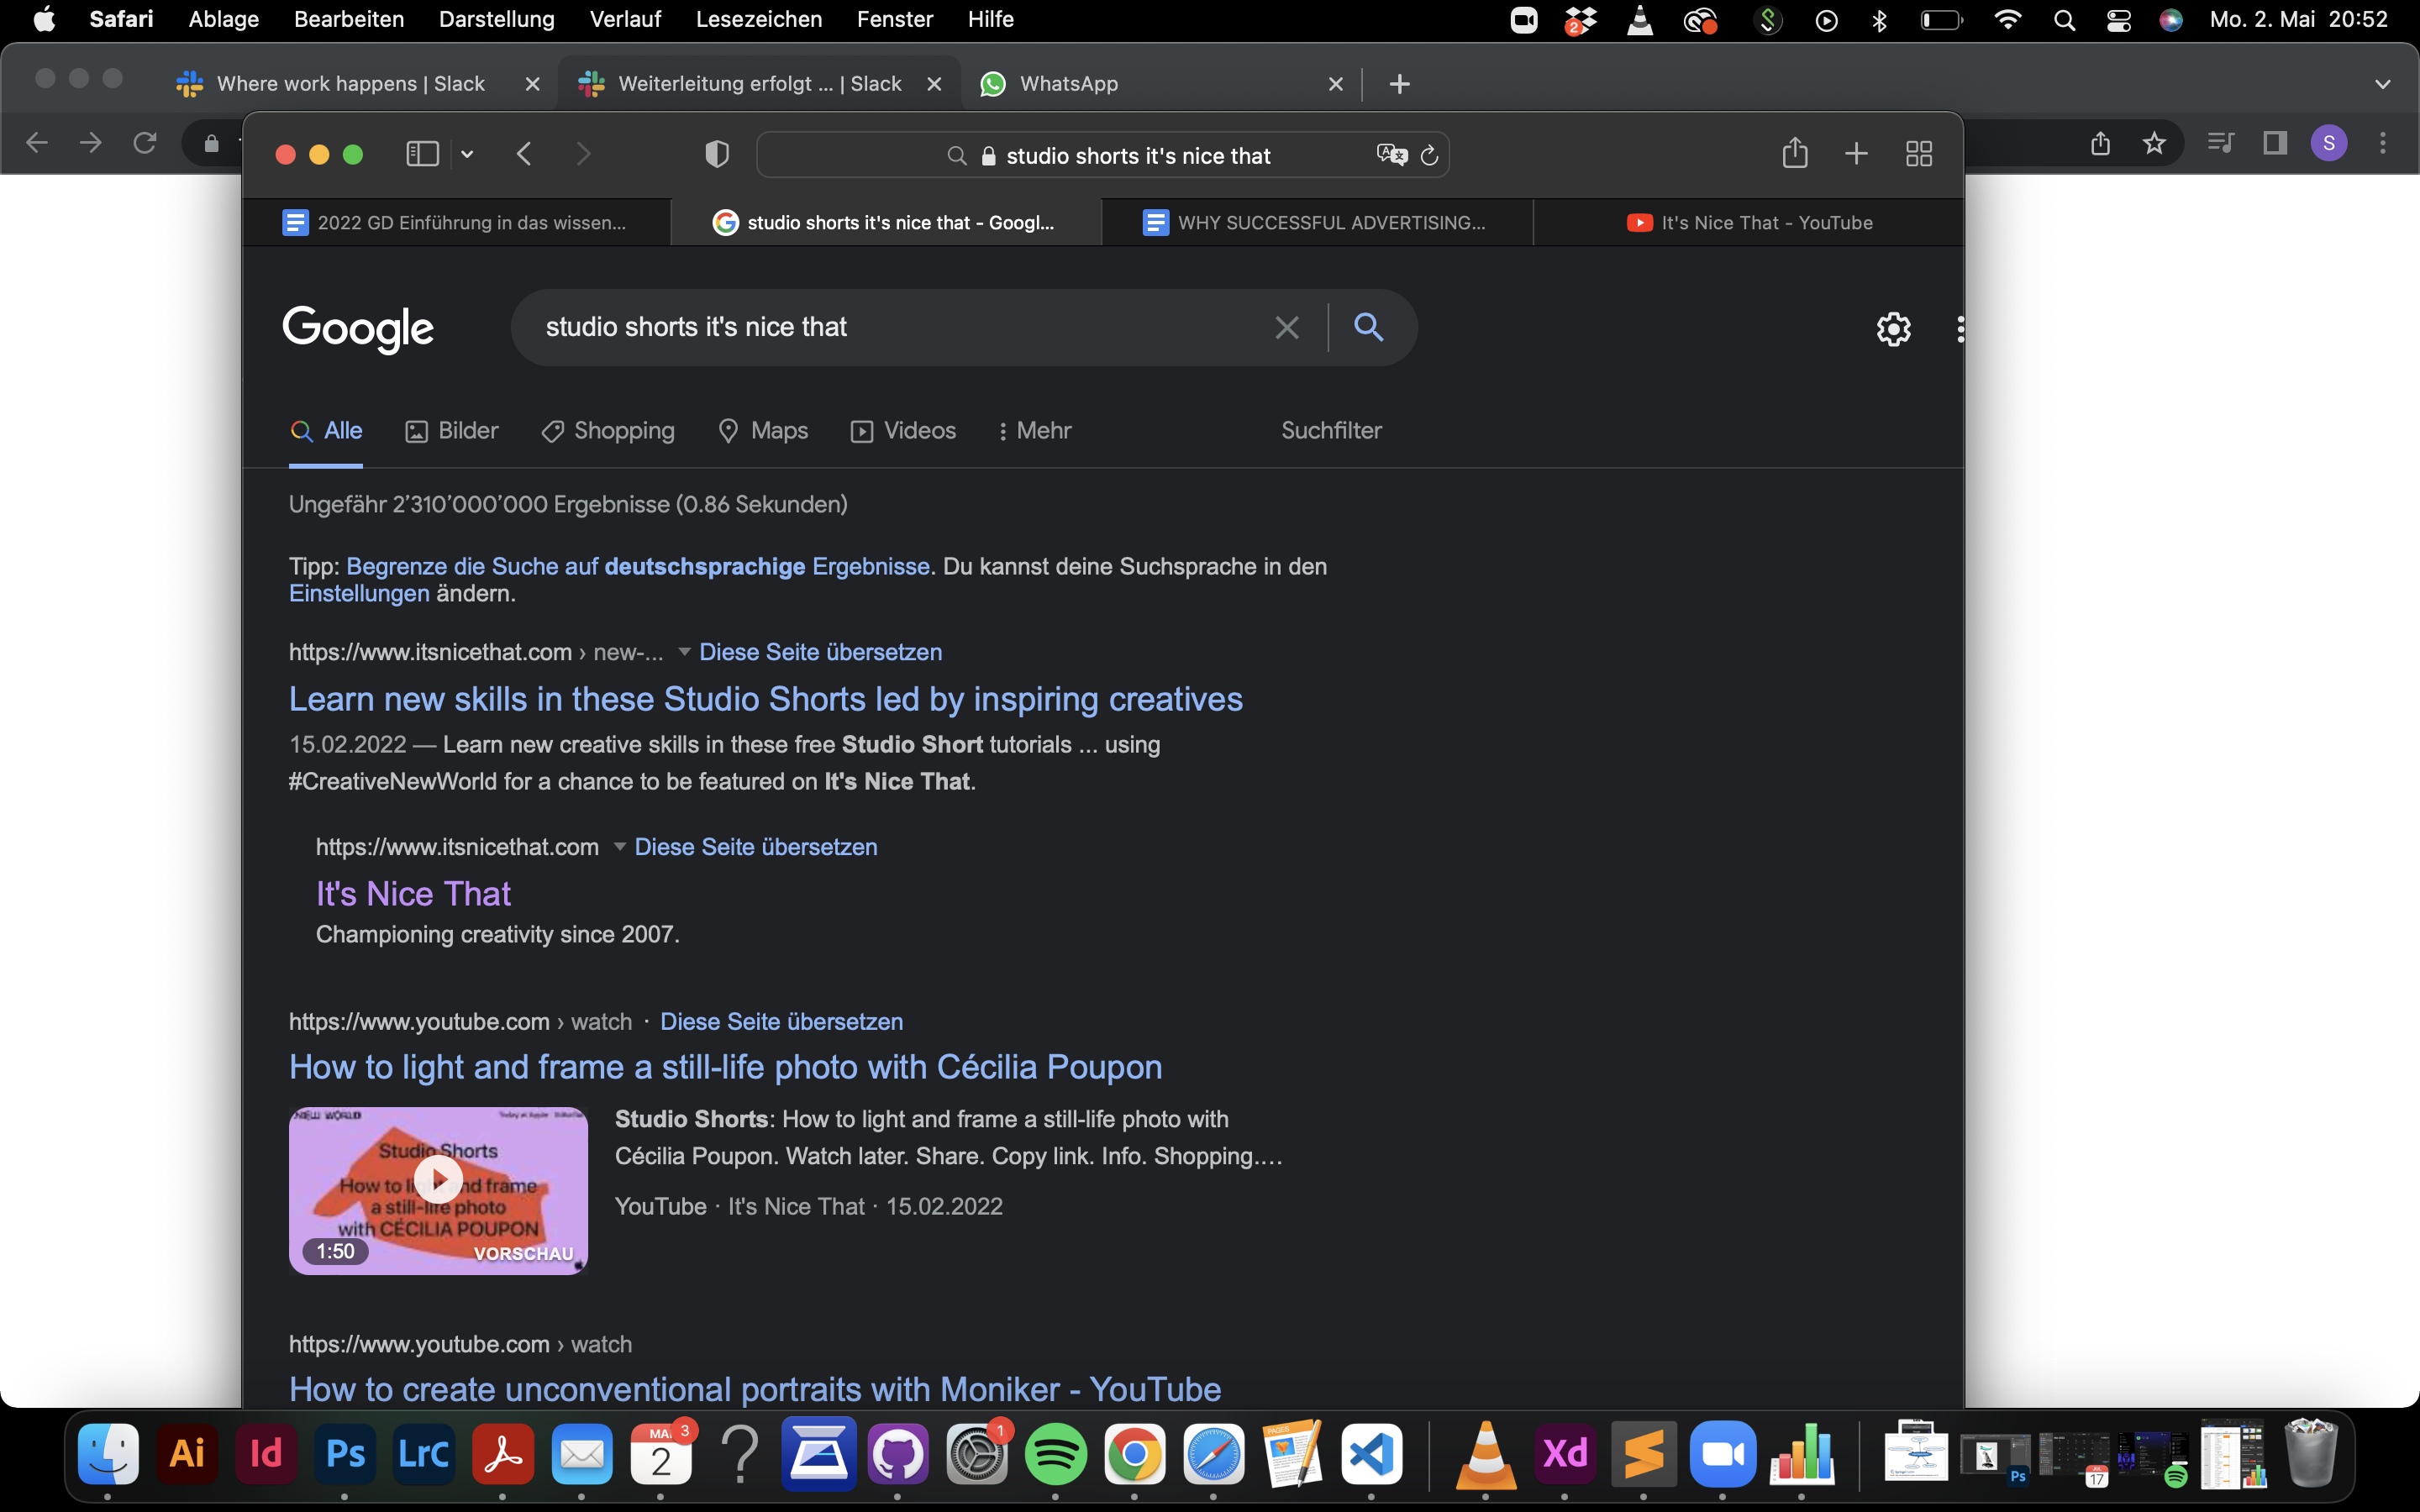 Safari Ablage Bearbeiten Darstellung Verlauf Lesezeichen Fenster Hilfe 2 Mo. 2. Mai 20:52
Where work happens | Slack Weiterleitung erfolgt ... | Slack WhatsApp
studio shorts it's nice that S
2022 GD Einführung in das wissen... studio shorts it's nice that - Googl... WHY SUCCESSFUL ADVERTISING... It's Nice That - YouTube
Google studio shorts it's nice that
Alle Bilder Shopping Maps Videos Mehr Suchfilter
Ungefähr 2’310’000’000 Ergebnisse (0.86 Sekunden)
Tipp: Begrenze die Suche auf deutschsprachige Ergebnisse. Du kannst deine Suchsprache in den
Einstellungen ändern.
https://www.itsnicethat.com › new-... Diese Seite übersetzen
Learn new skills in these Studio Shorts led by inspiring creatives
15.02.2022 — Learn new creative skills in these free Studio Short tutorials ... using
#CreativeNewWorld for a chance to be featured on It's Nice That.
https://www.itsnicethat.com Diese Seite übersetzen
It's Nice That
Championing creativity since 2007.
https://www.youtube.com › watch · Diese Seite übersetzen
How to light and frame a still-life photo with Cécilia Poupon
NEW WORLD
Studio Shorts
How to light and frame
a still-life photo
with CÉCILIA POUPON
1:50 VORSCHAU
Studio Shorts: How to light and frame a still-life photo with
Cécilia Poupon. Watch later. Share. Copy link. Info. Shopping....
YouTube · It's Nice That · 15.02.2022
https://www.youtube.com › watch
How to create unconventional portraits with Moniker - YouTube
Ai Id Ps LrC MAI 2 3 ? 1 PAGES Xd Ps 17